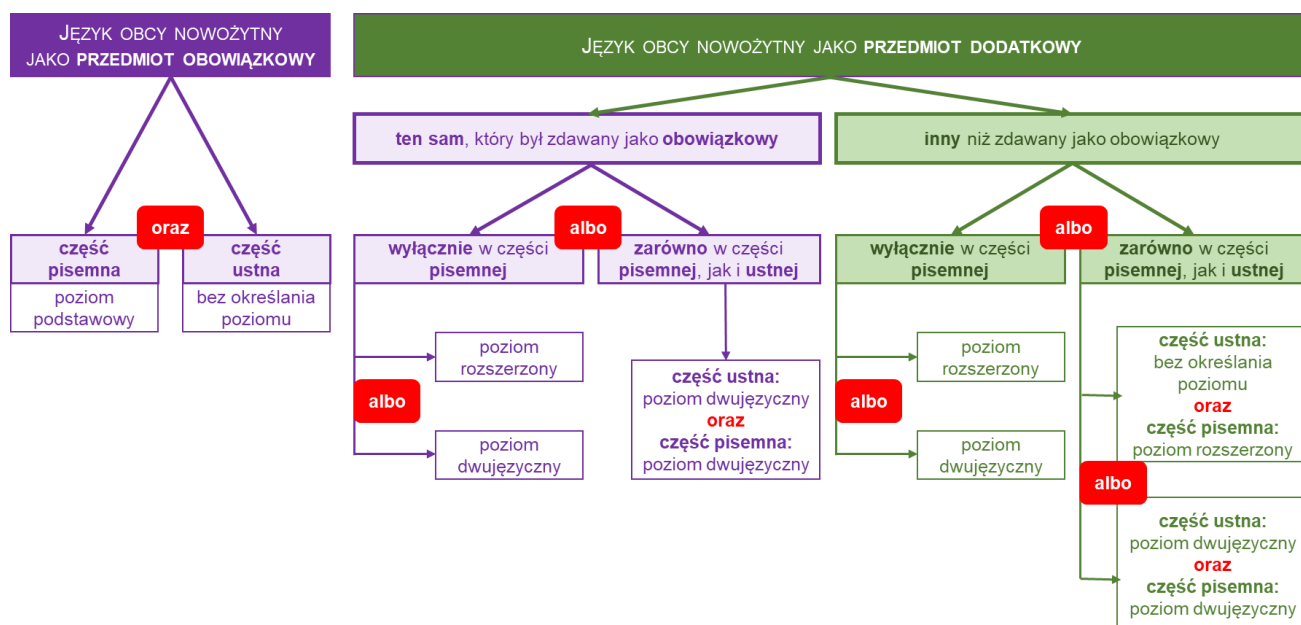 JĘZYK OBCY NOWOŻYTNY
JAKO PRZEDMIOT OBOWIĄZKOWY
oraz
część
pisemna
poziom
podstawowy
część
ustna
bez określania
poziomu
JĘZYK OBCY NOWOŻYTNY JAKO PRZEDMIOT DODATKOWY
ten sam, który był zdawany jako obowiązkowy
albo
wyłącznie w części
pisemnej
poziom
rozszerzony
albo
poziom
dwujęzyczny
zarówno w części
pisemnej, jak i ustnej
część ustna:
poziom dwujęzyczny
oraz
część pisemna:
poziom dwujęzyczny
inny niż zdawany jako obowiązkowy
albo
wyłącznie w części
pisemnej
poziom
rozszerzony
albo
poziom
dwujęzyczny
zarówno w części
pisemnej, jak i ustnej
część ustna:
bez określania
poziomu
oraz
część pisemna:
poziom rozszerzony
albo
część ustna:
poziom dwujęzyczny
oraz
część pisemna:
poziom dwujęzyczny